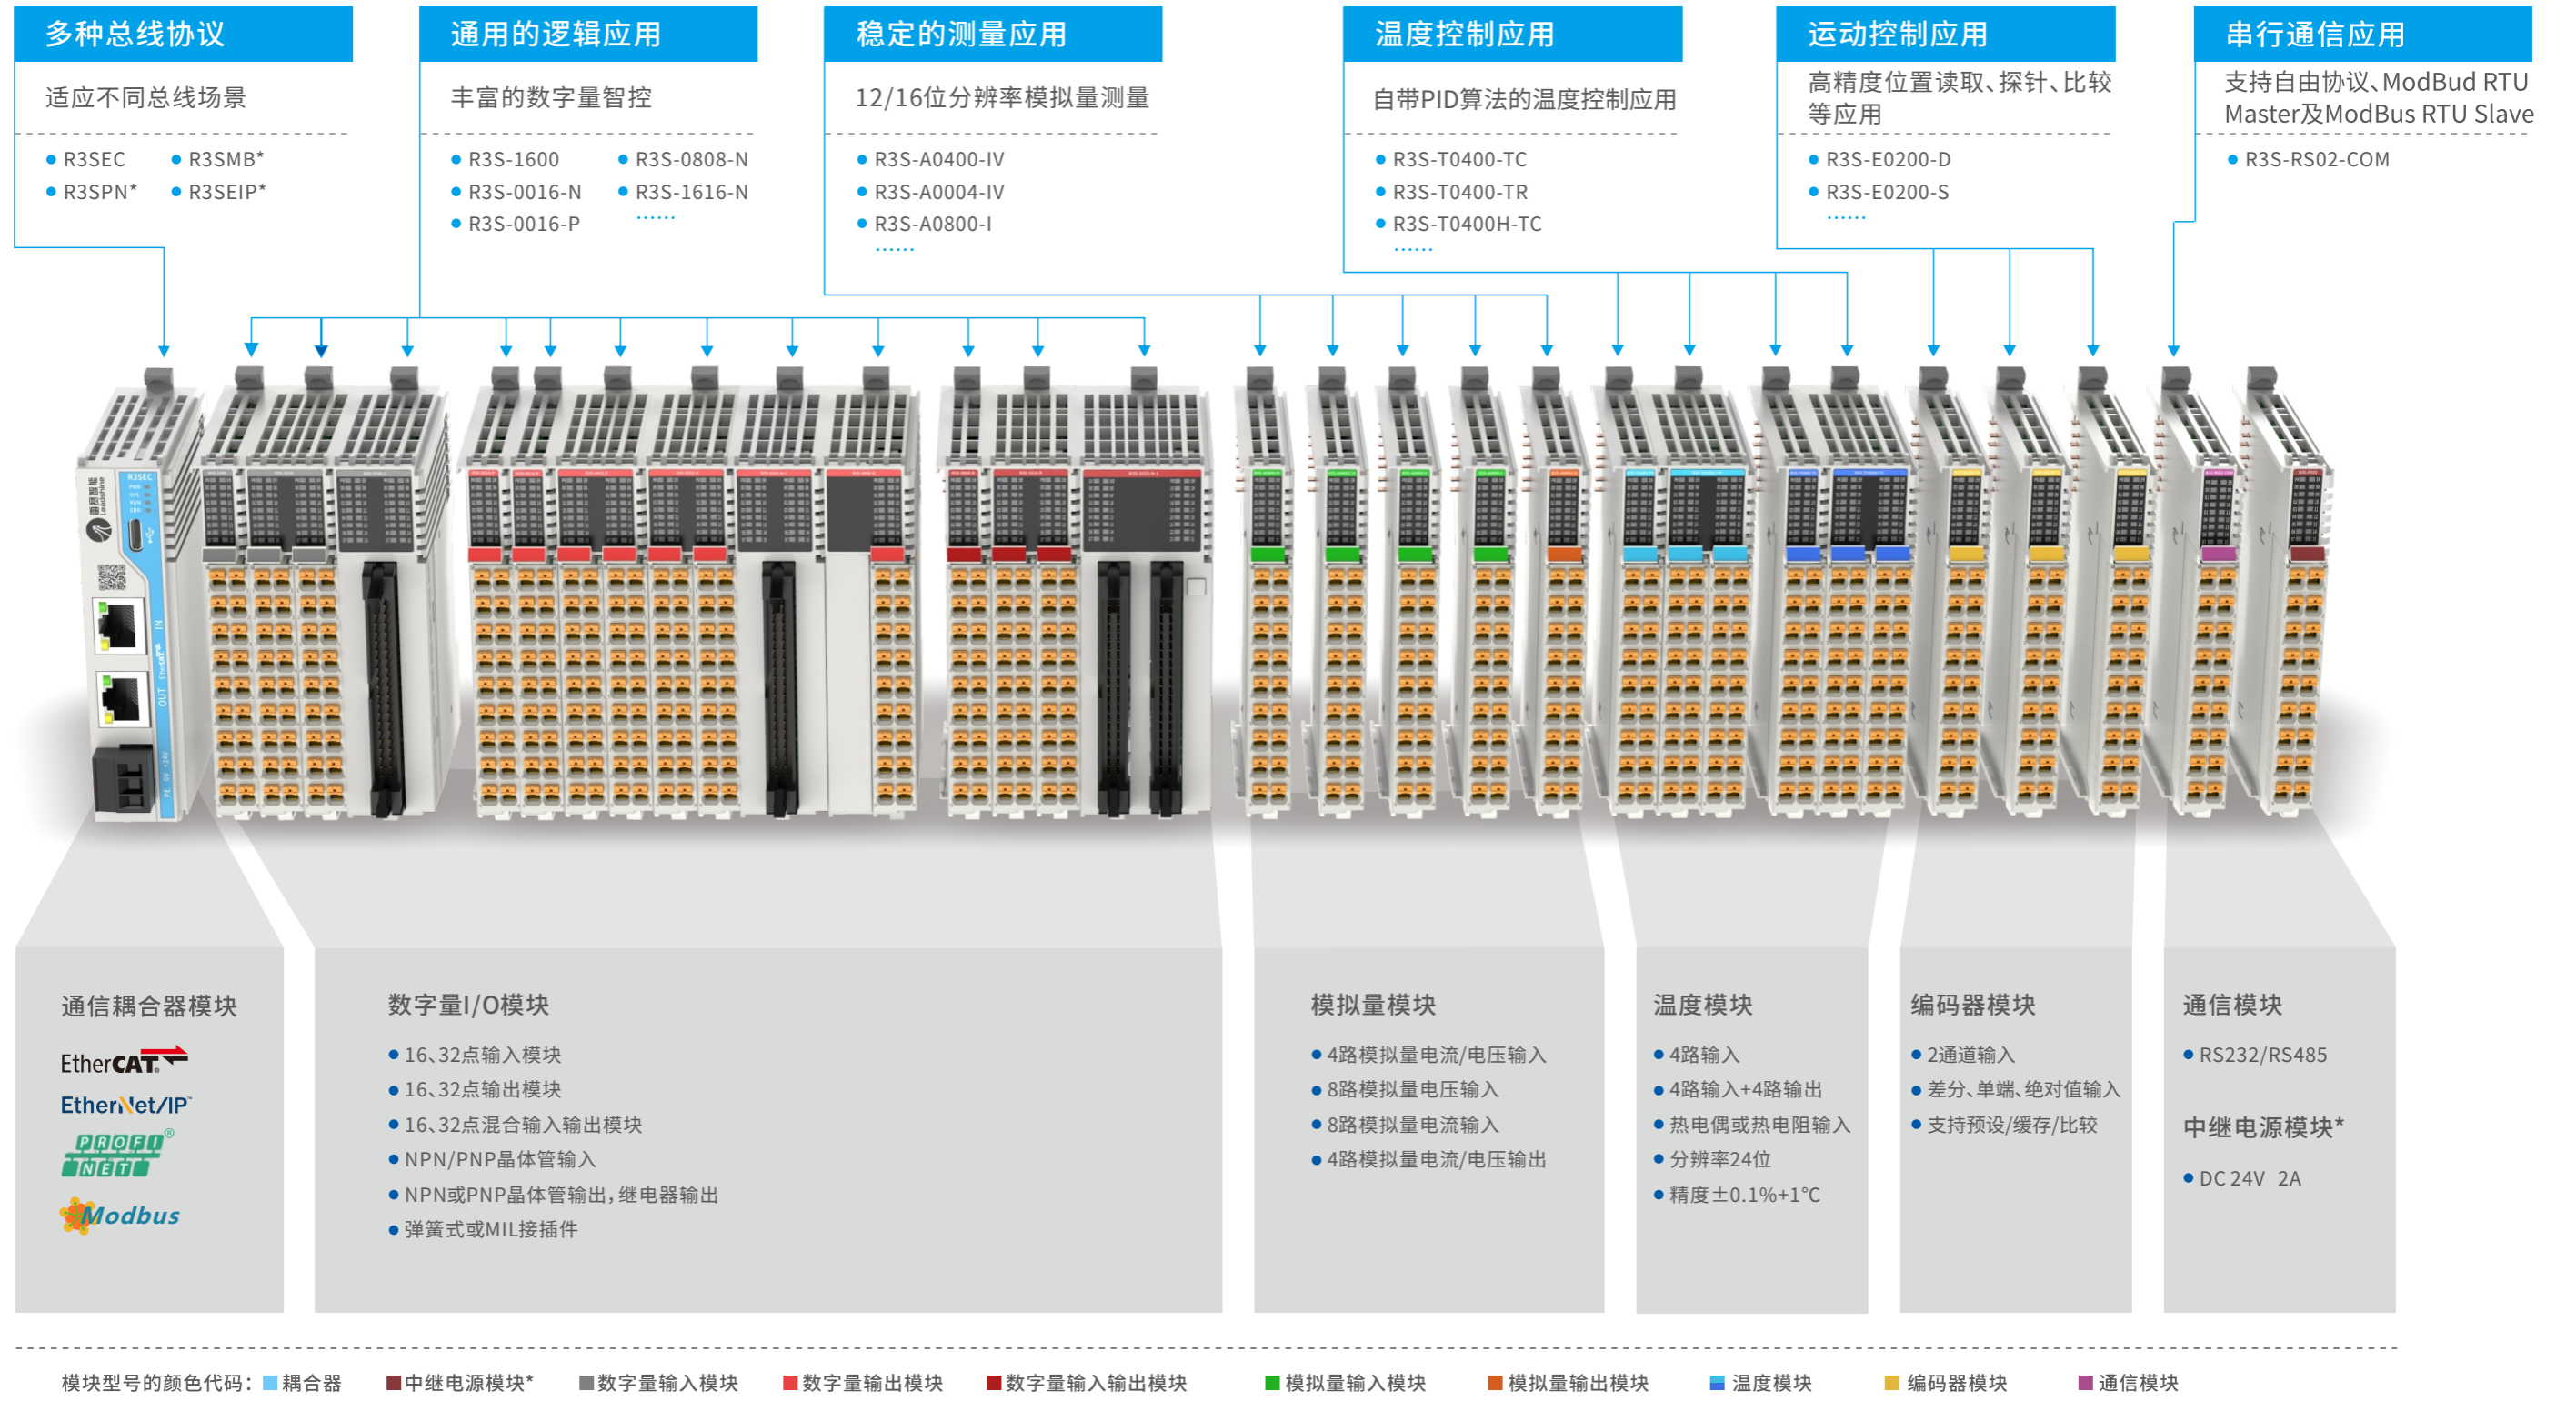 多种总线协议
适应不同总线场景
R3SEC
R3SMB*
R3SPN*
R3SEIP*
通用的逻辑应用
丰富的数字量智控
R3S-1600
R3S-0808-N
R3S-0016-N
R3S-1616-N
R3S-0016-P
……
稳定的测量应用
12/16位分辨率模拟量测量
R3S-A0400-IV
R3S-A0004-IV
R3S-A0800-I
……
温度控制应用
自带PID算法的温度控制应用
R3S-T0400-TC
R3S-T0400-TR
R3S-T0400H-TC
……
运动控制应用
高精度位置读取、探针、比较
等应用
R3S-E0200-D
R3S-E0200-S
……
串行通信应用
支持自由协议、ModBud RTU
Master及ModBus RTU Slave
R3S-RS02-COM
雷赛智能
Leadshine
R3SEC
PWR
SYS
RUN
ERR
IN
EtherCAT
OUT
PE 0V +24V
通信耦合器模块
EtherCAT®
EtherNet/IP™
PROFI®
NET
Modbus
数字量I/O模块
16、32点输入模块
16、32点输出模块
16、32点混合输入输出模块
NPN/PNP晶体管输入
NPN或PNP晶体管输出，继电器输出
弹簧式或MIL接插件
模拟量模块
4路模拟量电流/电压输入
8路模拟量电压输入
8路模拟量电流输入
4路模拟量电流/电压输出
温度模块
4路输入
4路输入+4路输出
热电偶或热电阻输入
分辨率24位
精度±0.1%+1℃
编码器模块
2通道输入
差分、单端、绝对值输入
支持预设/缓存/比较
通信模块
RS232/RS485
中继电源模块*
DC 24V 2A
模块型号的颜色代码： 耦合器 中继电源模块* 数字量输入模块 数字量输出模块 数字量输入输出模块 模拟量输入模块 模拟量输出模块 温度模块 编码器模块 通信模块